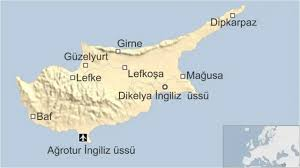 Dipkarpaz
Girne
Güzelyurt
Lefkoşa
Lefke
Mağusa
Dikelya İngiliz üssü
Baf
Ağrotur İngiliz üssü